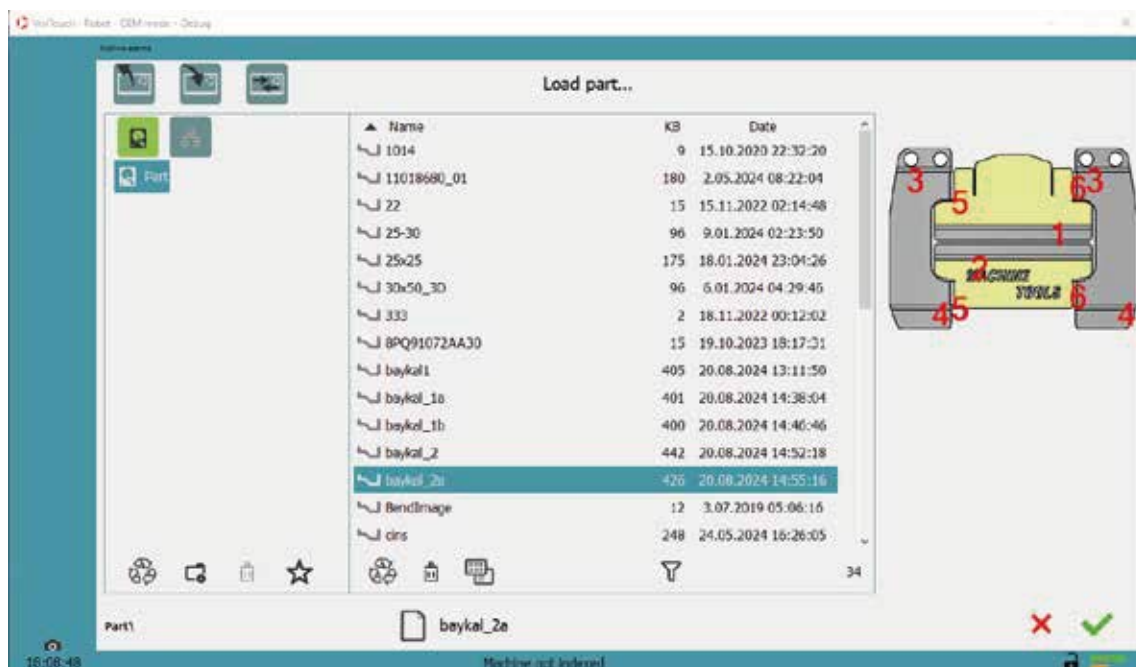 Robot - OEM mode - Debug
Load part...
Part
Name KB Date
1014 9 15.10.2020 22:32:20
11018680_01 180 2.05.2024 08:22:04
22 15 15.11.2022 02:14:48
25-30 96 9.01.2024 02:23:50
25x25 175 18.01.2024 23:04:26
30x50_3D 96 6.01.2024 04:29:46
333 2 18.11.2022 00:12:02
8PQ91072AA30 15 19.10.2023 18:17:31
baykal1 405 20.08.2024 13:11:50
baykal_1a 401 20.08.2024 14:38:04
baykal_1b 400 20.08.2024 14:46:46
baykal_2 442 20.08.2024 14:52:18
baykal_2a 426 20.08.2024 14:55:16
BendImage 12 3.07.2019 05:06:16
248 24.05.2024 16:26:05
34
3 3
5 6
1
2
MACHINE
TOOLS
5 6
4 4
Part1
baykal_2a
16:08:48
Machine not indexed